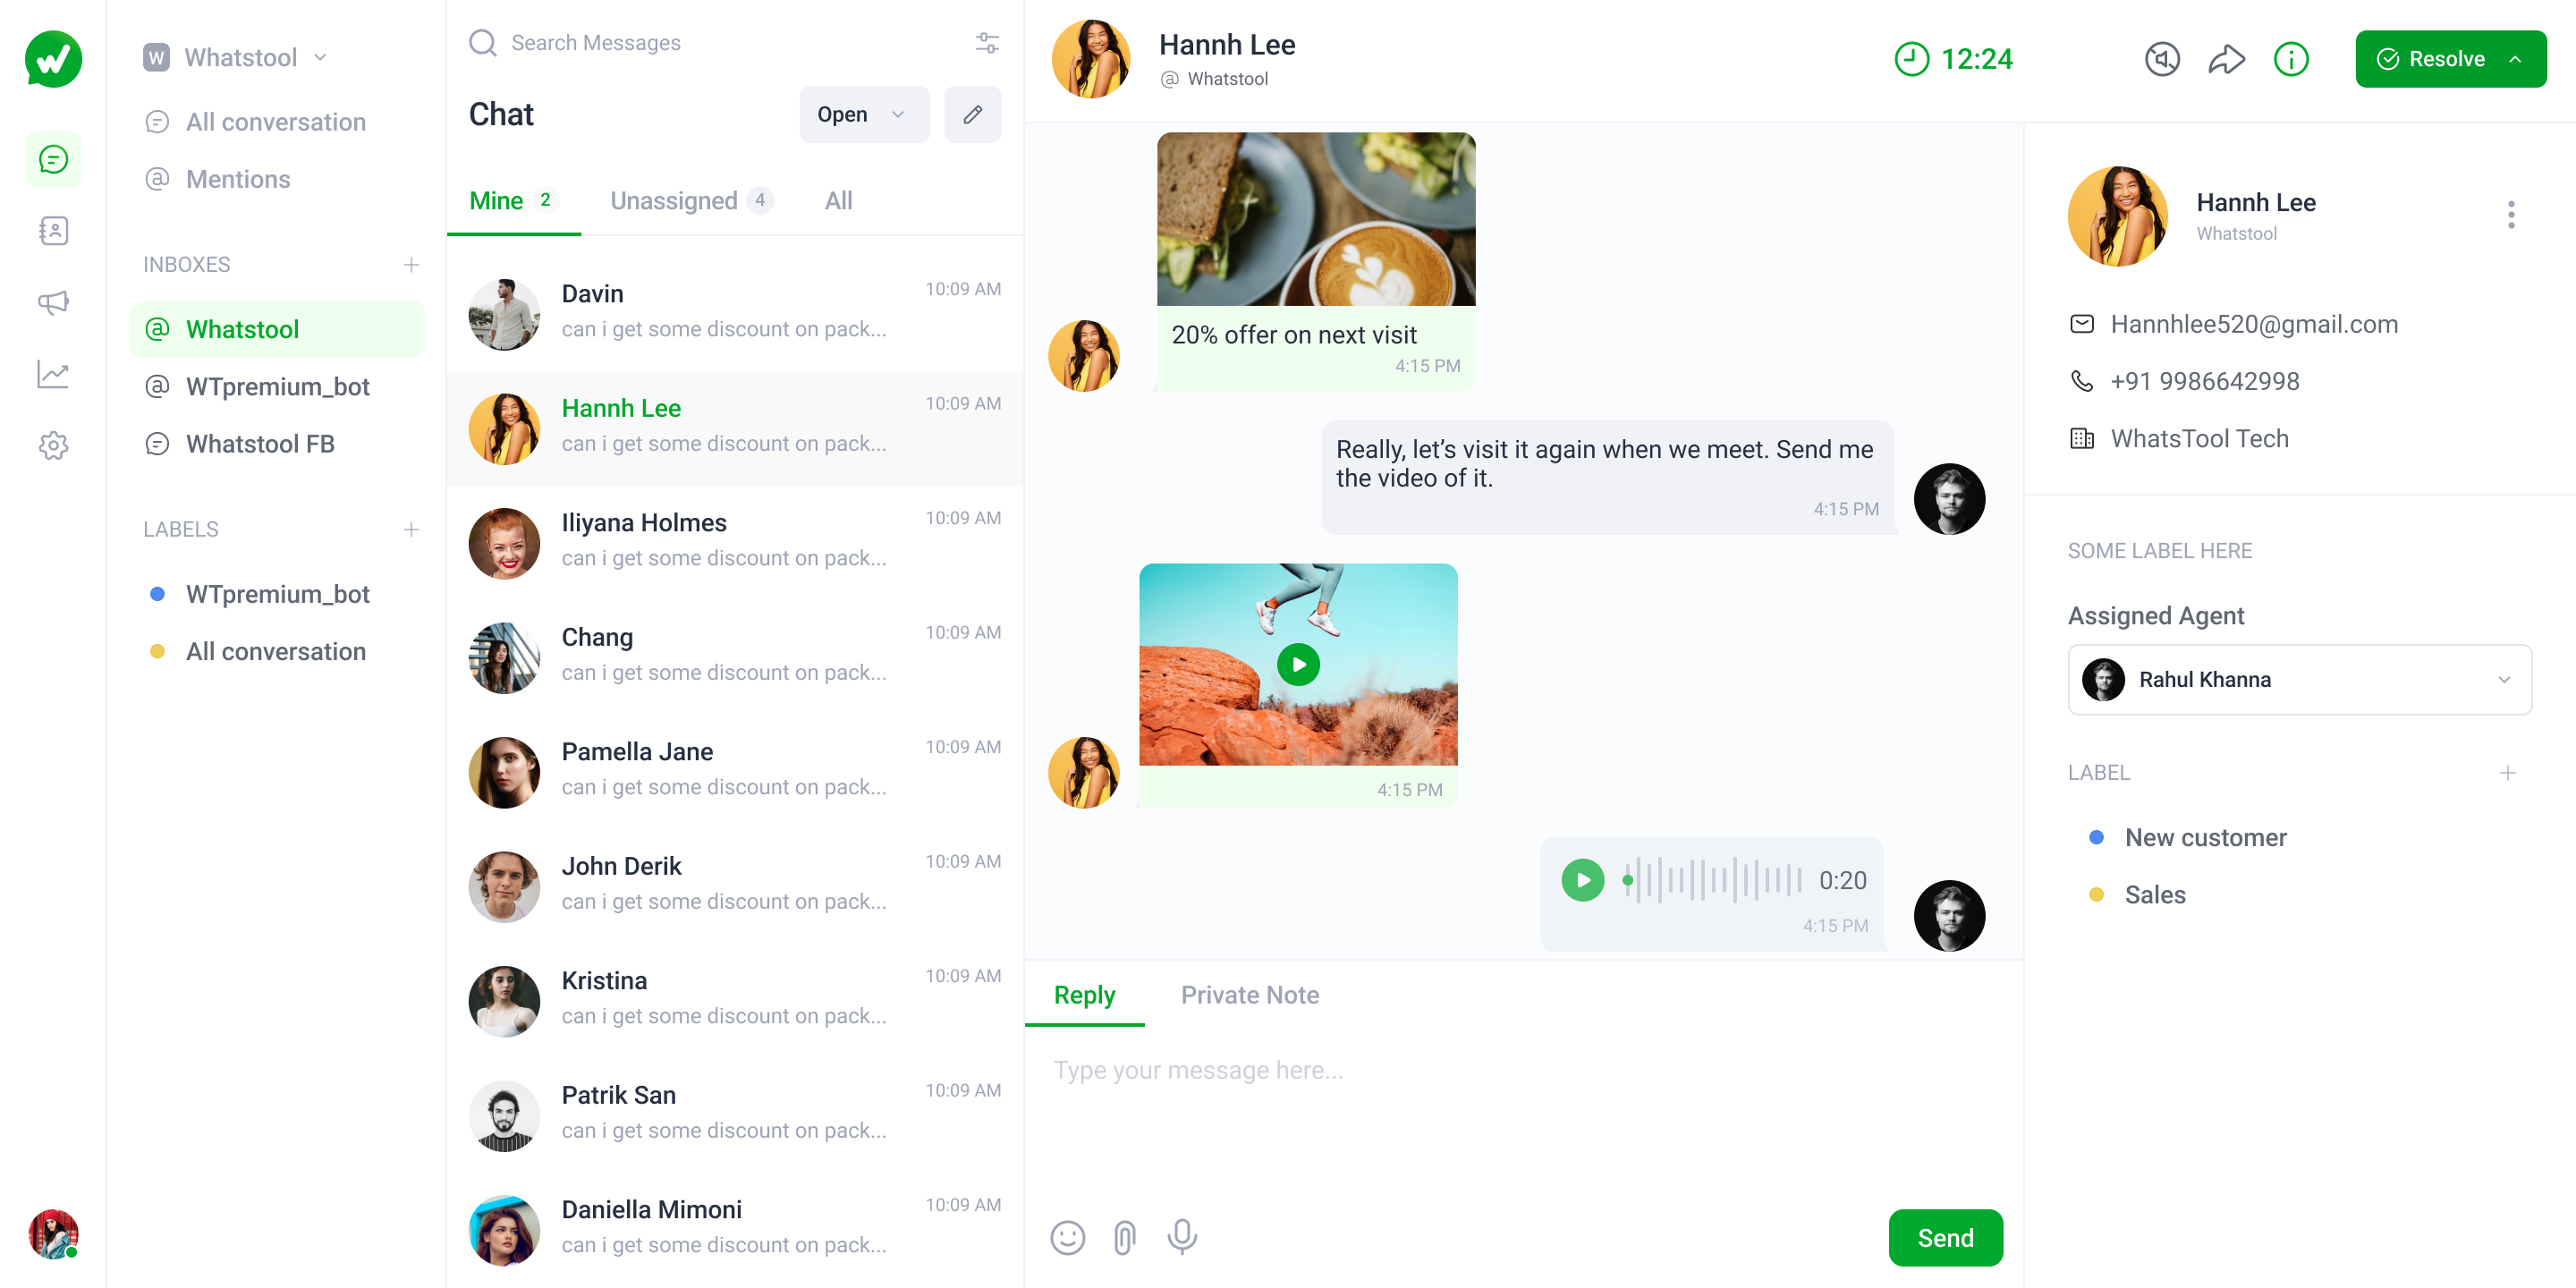 W Whatstool
All conversation
Mentions
INBOXES
Whatstool
WTpremium_bot
Whatstool FB
LABELS
WTpremium_bot
All conversation
Search Messages
Chat
Open
Mine 2
Unassigned 4
All
Davin
10:09 AM
can i get some discount on pack...
Hannh Lee
10:09 AM
can i get some discount on pack...
Iliyana Holmes
10:09 AM
can i get some discount on pack...
Chang
10:09 AM
can i get some discount on pack...
Pamella Jane
10:09 AM
can i get some discount on pack...
John Derik
10:09 AM
can i get some discount on pack...
Kristina
10:09 AM
can i get some discount on pack...
Patrik San
10:09 AM
can i get some discount on pack...
Daniella Mimoni
10:09 AM
can i get some discount on pack...
Hannh Lee
@ Whatstool
12:24
Resolve
20% offer on next visit
4:15 PM
Really, let’s visit it again when we meet. Send me
the video of it.
4:15 PM
4:15 PM
0:20
4:15 PM
Reply
Private Note
Type your message here...
Send
Hannh Lee
Whatstool
Hannhlee520@gmail.com
+91 9986642998
WhatsTool Tech
SOME LABEL HERE
Assigned Agent
Rahul Khanna
LABEL
New customer
Sales